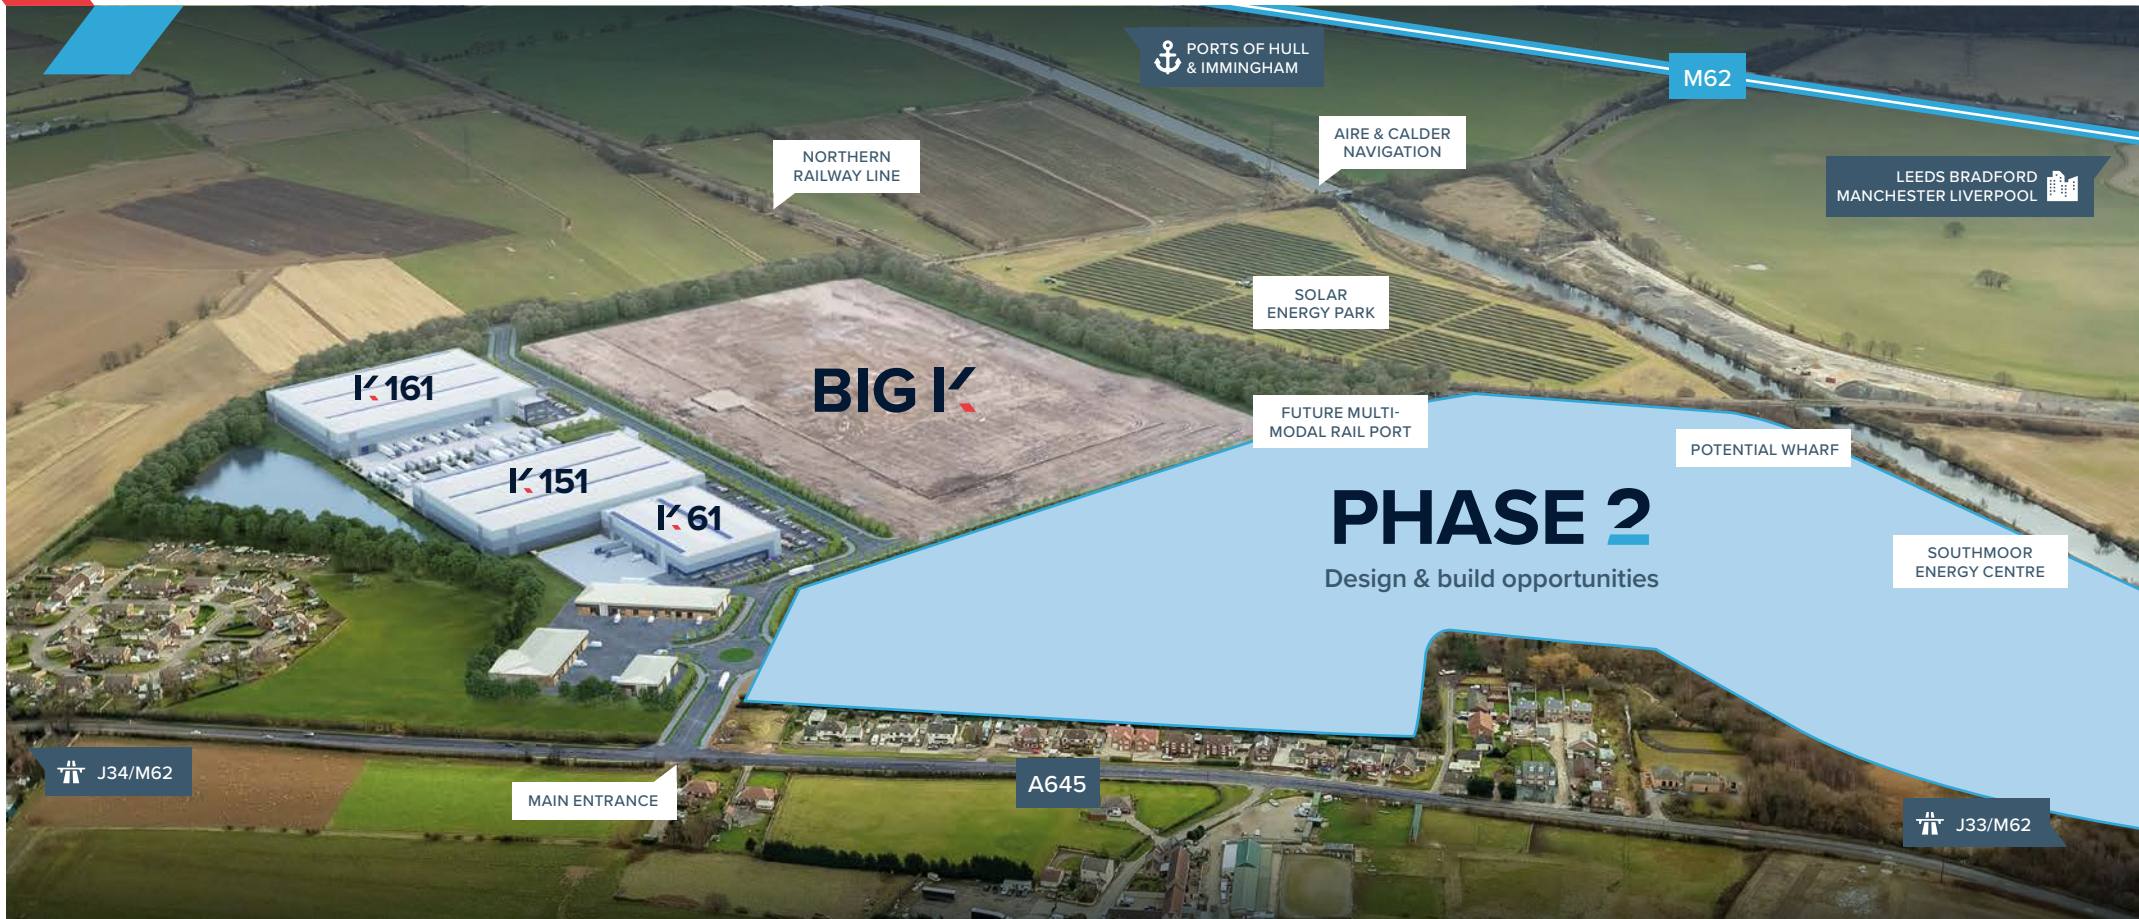 PORTS OF HULL
& IMMINGHAM
M62
AIRE & CALDER
NAVIGATION
NORTHERN
RAILWAY LINE
LEEDS BRADFORD
MANCHESTER LIVERPOOL
SOLAR
ENERGY PARK
K161
BIG K
FUTURE MULTI-
MODAL RAIL PORT
POTENTIAL WHARF
K151
K61
PHASE 2
Design & build opportunities
SOUTHMOOR
ENERGY CENTRE
J34/M62
MAIN ENTRANCE
A645
J33/M62